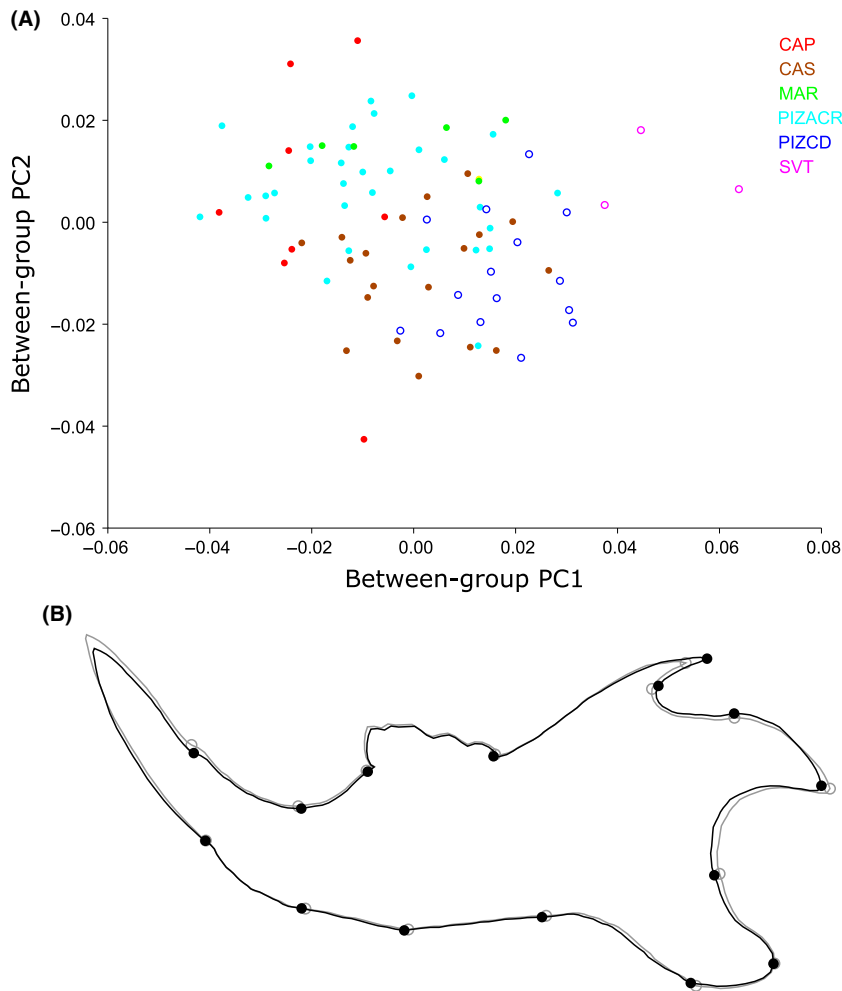 (A)
0.04
0.02
0.00
−0.02
−0.04
−0.06
Between-group PC2
CAP
CAS
MAR
PIZACR
PIZCD
SVT
−0.06 −0.04 −0.02 0.00 0.02 0.04 0.06 0.08
Between-group PC1
(B)